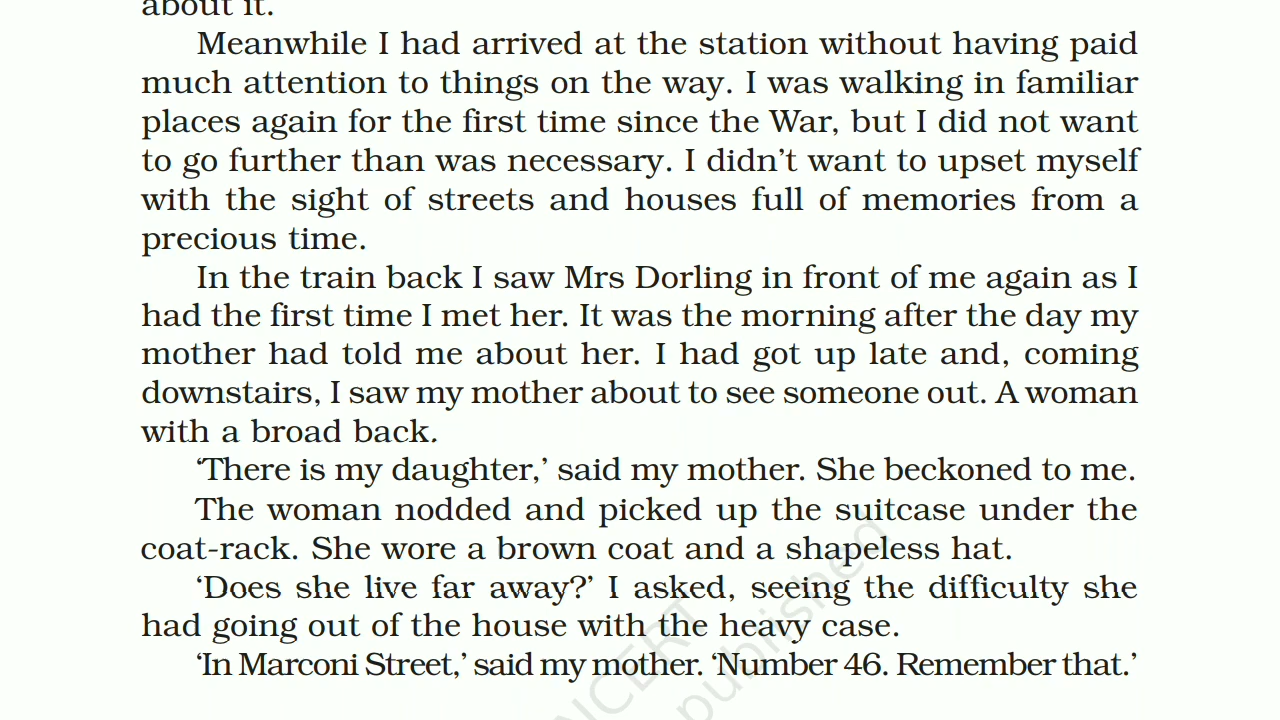 about it.
Meanwhile I had arrived at the station without having paid
much attention to things on the way. I was walking in familiar
places again for the first time since the War, but I did not want
to go further than was necessary. I didn’t want to upset myself
with the sight of streets and houses full of memories from a
precious time.
In the train back I saw Mrs Dorling in front of me again as I
had the first time I met her. It was the morning after the day my
mother had told me about her. I had got up late and, coming
downstairs, I saw my mother about to see someone out. A woman
with a broad back.
‘There is my daughter,’ said my mother. She beckoned to me.
The woman nodded and picked up the suitcase under the
coat-rack. She wore a brown coat and a shapeless hat.
‘Does she live far away?’ I asked, seeing the difficulty she
had going out of the house with the heavy case.
‘In Marconi Street,’ said my mother. ‘Number 46. Remember that.’
NCERT
published